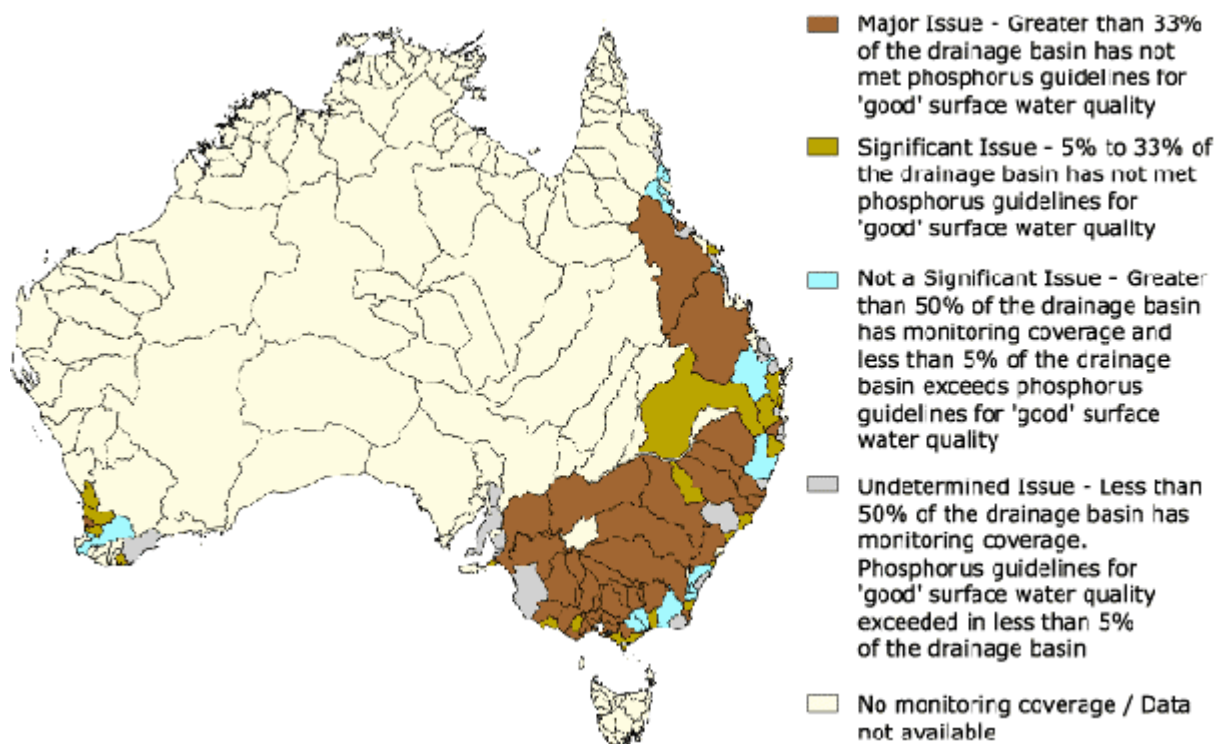 Major Issue - Greater than 33%
of the drainage basin has not
met phosphorus guidelines for
'good' surface water quality
Significant Issue - 5% to 33% of
the drainage basin has not met
phosphorus guidelines for
'good' surface water quality
Not a Significant Issue - Greater
than 50% of the drainage basin
has monitoring coverage and
less than 5% of the drainage
basin exceeds phosphorus
guidelines for 'good' surface
water quality
Undetermined Issue - Less than
50% of the drainage basin has
monitoring coverage.
Phosphorus guidelines for
'good' surface water quality
exceeded in less than 5%
of the drainage basin
No monitoring coverage / Data
not available